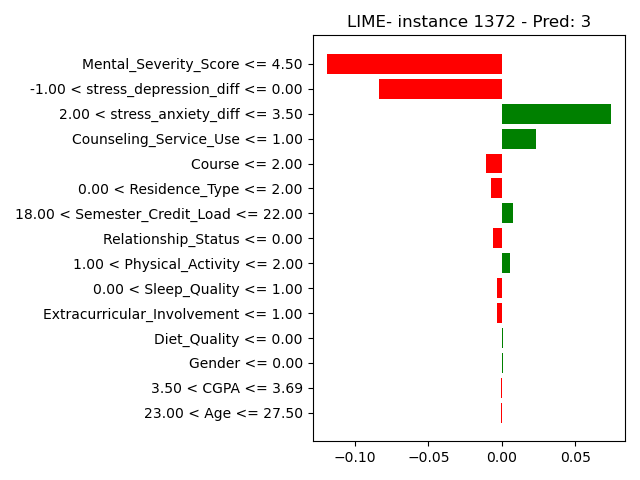 LIME- instance 1372 - Pred: 3
Mental_Severity_Score <= 4.50
-1.00 < stress_depression_diff <= 0.00
2.00 < stress_anxiety_diff <= 3.50
Counseling_Service_Use <= 1.00
Course <= 2.00
0.00 < Residence_Type <= 2.00
18.00 < Semester_Credit_Load <= 22.00
Relationship_Status <= 0.00
1.00 < Physical_Activity <= 2.00
0.00 < Sleep_Quality <= 1.00
Extracurricular_Involvement <= 1.00
Diet_Quality <= 0.00
Gender <= 0.00
3.50 < CGPA <= 3.69
23.00 < Age <= 27.50
−0.10 −0.05 0.00 0.05